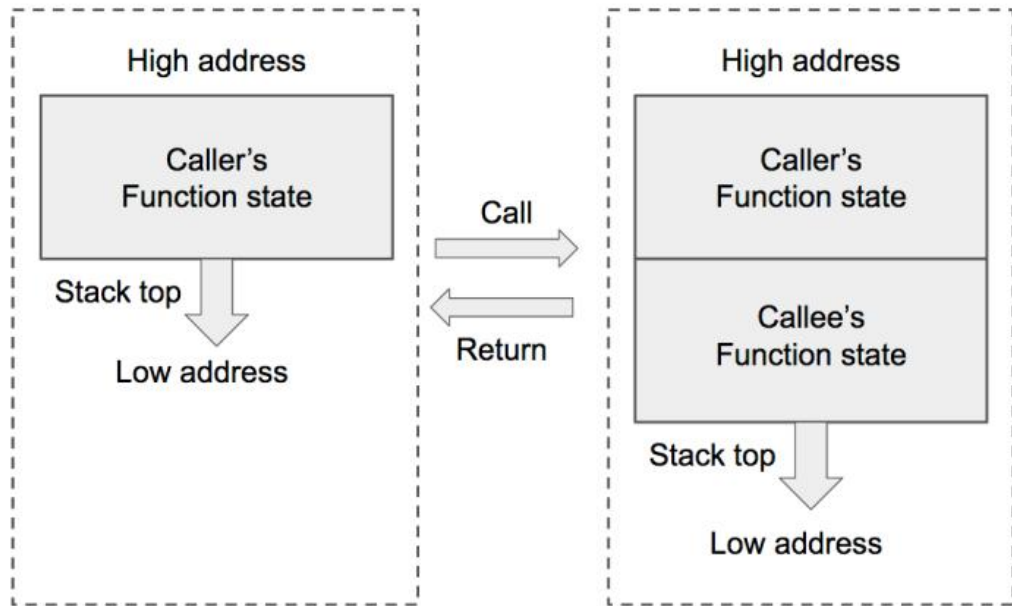 High address
Caller's
Function state
Stack top
Low address
Call
Return
High address
Caller's
Function state
Callee's
Function state
Stack top
Low address